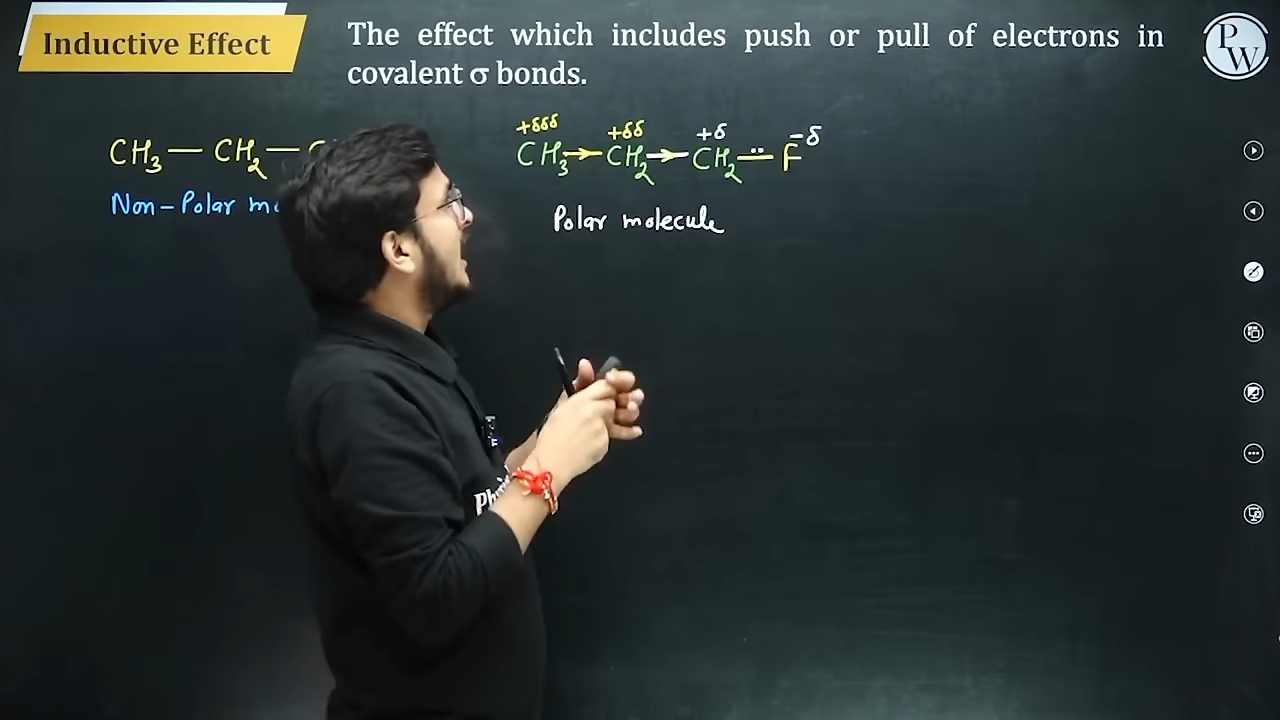 Inductive Effect
The effect which includes push or pull of electrons in
covalent σ bonds.
PW
CH₃ — CH₂ —
Non-Polar
+δδδ +δδ +δ -δ
CH₃→CH₂→CH₂—F
Polar molecule